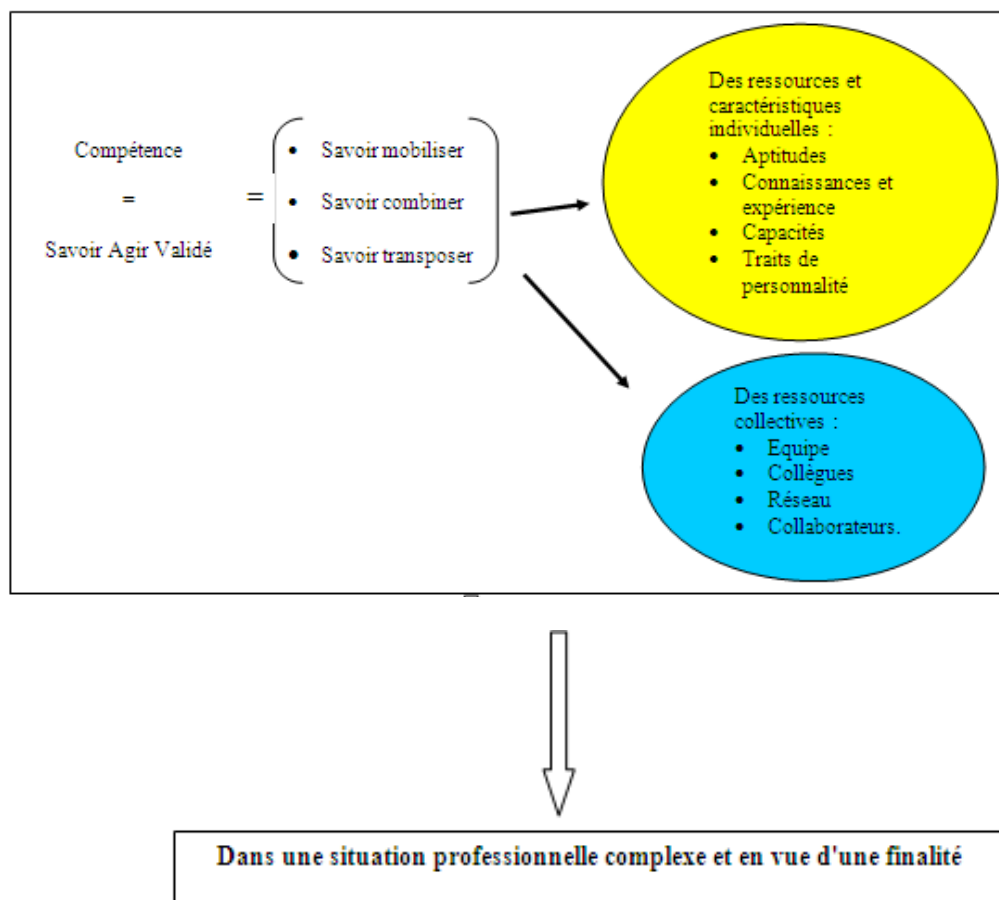 Compétence
=
Savoir Agir Validé
=
• Savoir mobiliser
• Savoir combiner
• Savoir transposer
Des ressources et
caractéristiques
individuelles :
• Aptitudes
• Connaissances et
expérience
• Capacités
• Traits de
personnalité
Des ressources
collectives :
• Equipe
• Collègues
• Réseau
• Collaborateurs.
Dans une situation professionnelle complexe et en vue d'une finalité